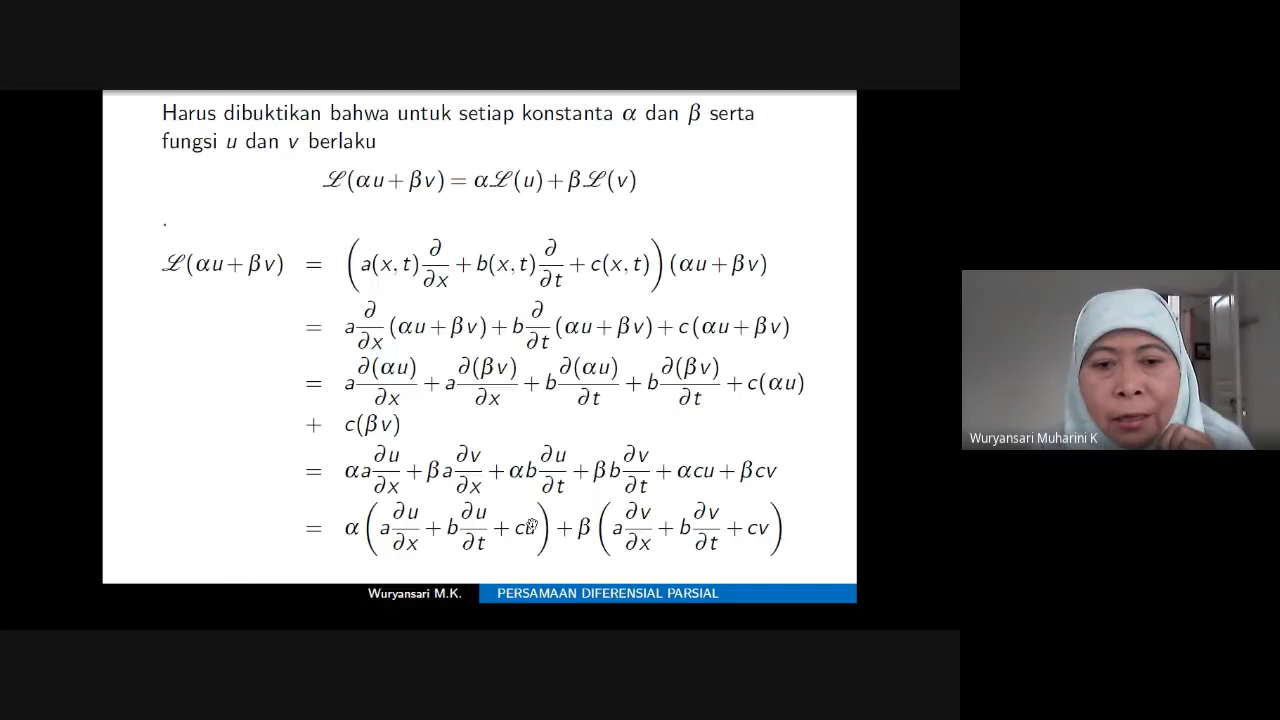 Harus dibuktikan bahwa untuk setiap konstanta α dan β serta
fungsi u dan v berlaku
ℒ(αu + βv) = αℒ(u) + βℒ(v)
.
ℒ(αu + βv) = (a(x, t) ∂/∂x + b(x, t) ∂/∂t + c(x, t)) (αu + βv)
= a ∂/∂x (αu + βv) + b ∂/∂t (αu + βv) + c (αu + βv)
= a ∂(αu)/∂x + a ∂(βv)/∂x + b ∂(αu)/∂t + b ∂(βv)/∂t + c(αu)
+ c(βv)
= αa ∂u/∂x + βa ∂v/∂x + αb ∂u/∂t + βb ∂v/∂t + αcu + βcv
= α (a ∂u/∂x + b ∂u/∂t + cu) + β (a ∂v/∂x + b ∂v/∂t + cv)
Wuryansari M.K. PERSAMAAN DIFERENSIAL PARSIAL
Wuryansari Muharini K